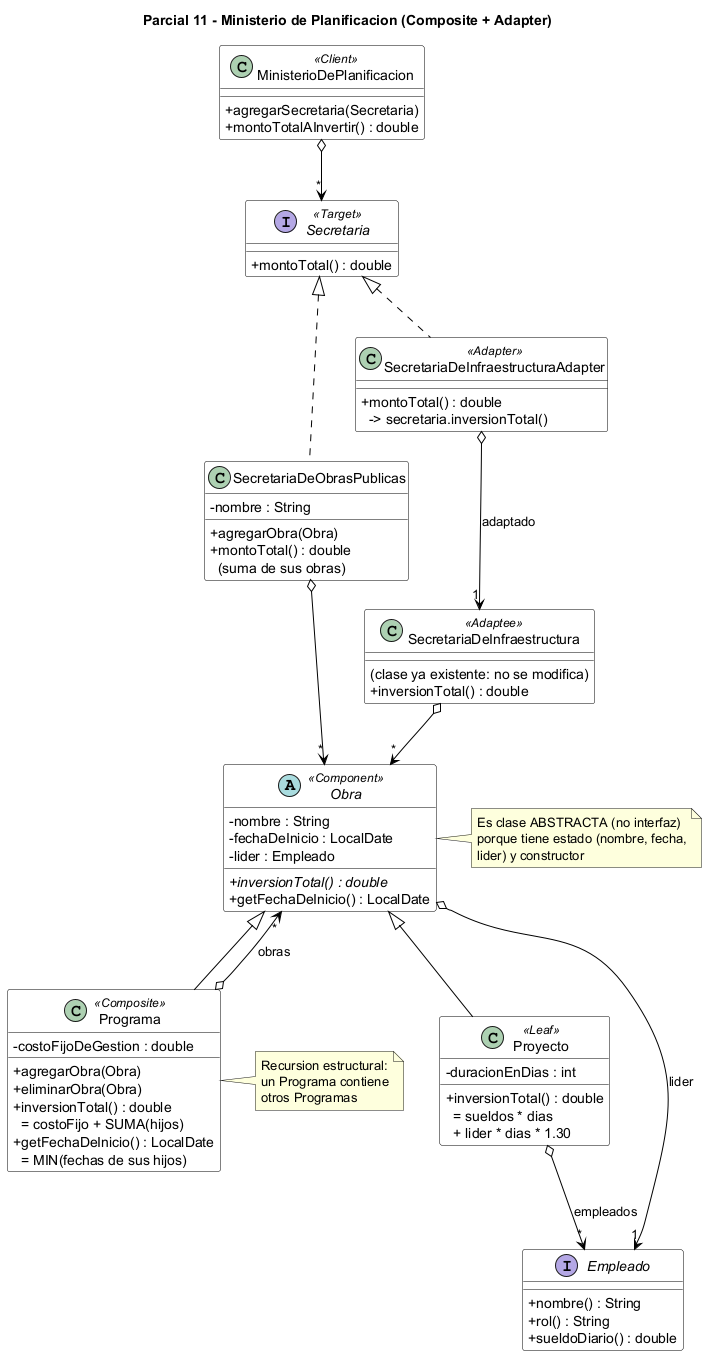 Parcial 11 - Ministerio de Planificacion (Composite + Adapter)
C
«Client»
MinisterioDePlanificacion
+agregarSecretaria(Secretaria)
+montoTotalAInvertir() : double
*
I
«Target»
Secretaria
+montoTotal() : double
C
«Adapter»
SecretariaDeInfraestructuraAdapter
+montoTotal() : double
-> secretaria.inversionTotal()
C
SecretariaDeObrasPublicas
-nombre : String
+agregarObra(Obra)
+montoTotal() : double
(suma de sus obras)
adaptado
1
C
«Adaptee»
SecretariaDeInfraestructura
(clase ya existente: no se modifica)
+inversionTotal() : double
*
*
A
«Component»
Obra
-nombre : String
-fechaDeInicio : LocalDate
-lider : Empleado
+inversionTotal() : double
+getFechaDeInicio() : LocalDate
Es clase ABSTRACTA (no interfaz)
porque tiene estado (nombre, fecha,
lider) y constructor
*
obras
C
«Composite»
Programa
-costoFijoDeGestion : double
+agregarObra(Obra)
+eliminarObra(Obra)
+inversionTotal() : double
= costoFijo + SUMA(hijos)
+getFechaDeInicio() : LocalDate
= MIN(fechas de sus hijos)
Recursion estructural:
un Programa contiene
otros Programas
C
«Leaf»
Proyecto
-duracionEnDias : int
+inversionTotal() : double
= sueldos * dias
+ lider * dias * 1.30
lider
empleados
*
1
I
Empleado
+nombre() : String
+rol() : String
+sueldoDiario() : double